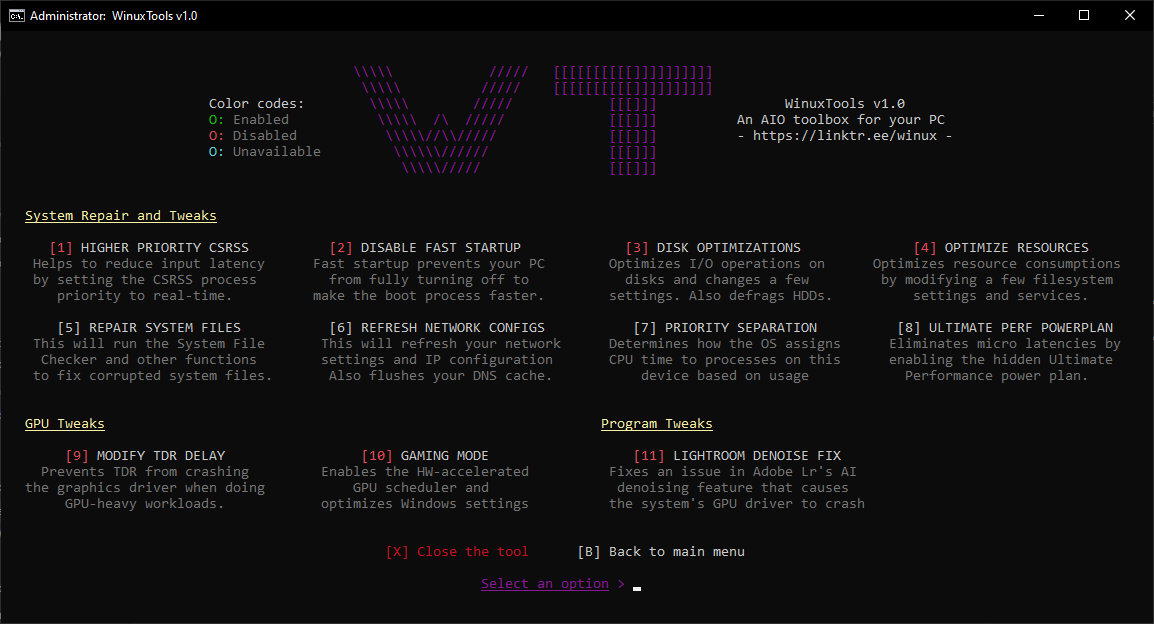 Administrator: WinuxTools v1.0
\\\\\ ///// [[[[[[[[[[]]]]]]]]]]
\\\\\ ///// [[[[[[[[[[]]]]]]]]]]
Color codes: \\\\\ ///// [[[]]] WinuxTools v1.0
O: Enabled \\\\\ /\ ///// [[[]]] An AIO toolbox for your PC
O: Disabled \\\\\//\\///// [[[]]] - https://linktr.ee/winux -
O: Unavailable \\\\\\////// [[[]]]
\\\\\///// [[[]]]
System Repair and Tweaks
[1] HIGHER PRIORITY CSRSS
Helps to reduce input latency
by setting the CSRSS process
priority to real-time.
[2] DISABLE FAST STARTUP
Fast startup prevents your PC
from fully turning off to
make the boot process faster.
[3] DISK OPTIMIZATIONS
Optimizes I/O operations on
disks and changes a few
settings. Also defrags HDDs.
[4] OPTIMIZE RESOURCES
Optimizes resource consumptions
by modifying a few filesystem
settings and services.
[5] REPAIR SYSTEM FILES
This will run the System File
Checker and other functions
to fix corrupted system files.
[6] REFRESH NETWORK CONFIGS
This will refresh your network
settings and IP configuration
Also flushes your DNS cache.
[7] PRIORITY SEPARATION
Determines how the OS assigns
CPU time to processes on this
device based on usage
[8] ULTIMATE PERF POWERPLAN
Eliminates micro latencies by
enabling the hidden Ultimate
Performance power plan.
GPU Tweaks
[9] MODIFY TDR DELAY
Prevents TDR from crashing
the graphics driver when doing
GPU-heavy workloads.
[10] GAMING MODE
Enables the HW-accelerated
GPU scheduler and
optimizes Windows settings
Program Tweaks
[11] LIGHTROOM DENOISE FIX
Fixes an issue in Adobe Lr's AI
denoising feature that causes
the system's GPU driver to crash
[X] Close the tool [B] Back to main menu
Select an option >